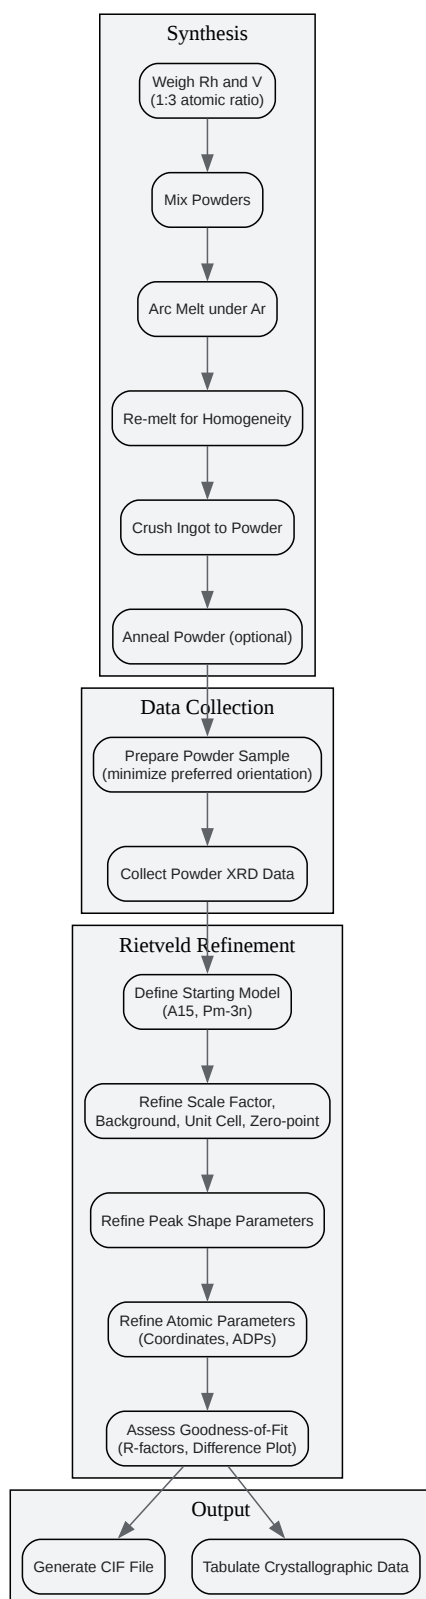 Synthesis
Weigh Rh and V
(1:3 atomic ratio)
Mix Powders
Arc Melt under Ar
Re-melt for Homogeneity
Crush Ingot to Powder
Anneal Powder (optional)
Data Collection
Prepare Powder Sample
(minimize preferred orientation)
Collect Powder XRD Data
Rietveld Refinement
Define Starting Model
(A15, Pm-3n)
Refine Scale Factor,
Background, Unit Cell, Zero-point
Refine Peak Shape Parameters
Refine Atomic Parameters
(Coordinates, ADPs)
Assess Goodness-of-Fit
(R-factors, Difference Plot)
Output
Generate CIF File
Tabulate Crystallographic Data